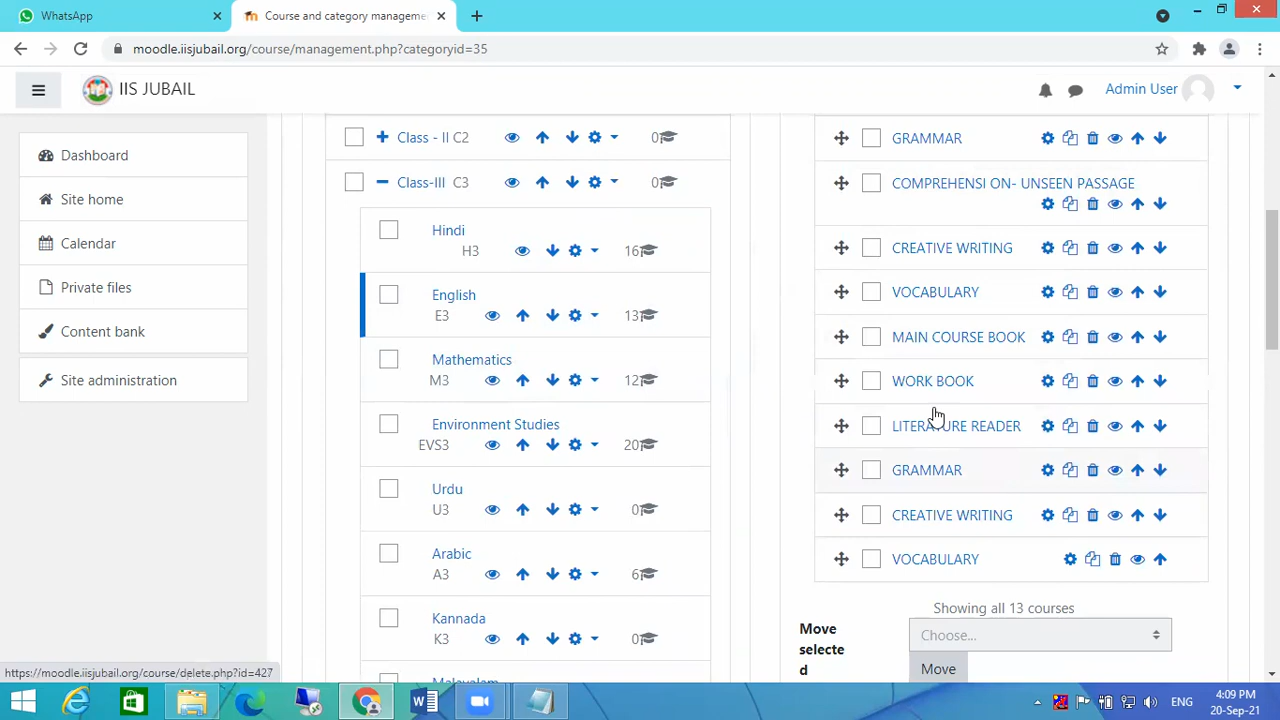 WhatsApp
Course and category manageme
moodle.iisjubail.org/course/management.php?categoryid=35
IIS JUBAIL
Admin User
Dashboard
Site home
Calendar
Private files
Content bank
Site administration
Class - II C2 0
Class-III C3 0
Hindi
H3 16
English
E3 13
Mathematics
M3 12
Environment Studies
EVS3 20
Urdu
U3 0
Arabic
A3 6
Kannada
K3 0
Malayalam
GRAMMAR
COMPREHENSI ON- UNSEEN PASSAGE
CREATIVE WRITING
VOCABULARY
MAIN COURSE BOOK
WORK BOOK
LITERATURE READER
GRAMMAR
CREATIVE WRITING
VOCABULARY
Showing all 13 courses
Move
selecte
d
Choose...
Move
https://moodle.iisjubail.org/course/delete.php?id=427
ENG
4:09 PM
20-Sep-21